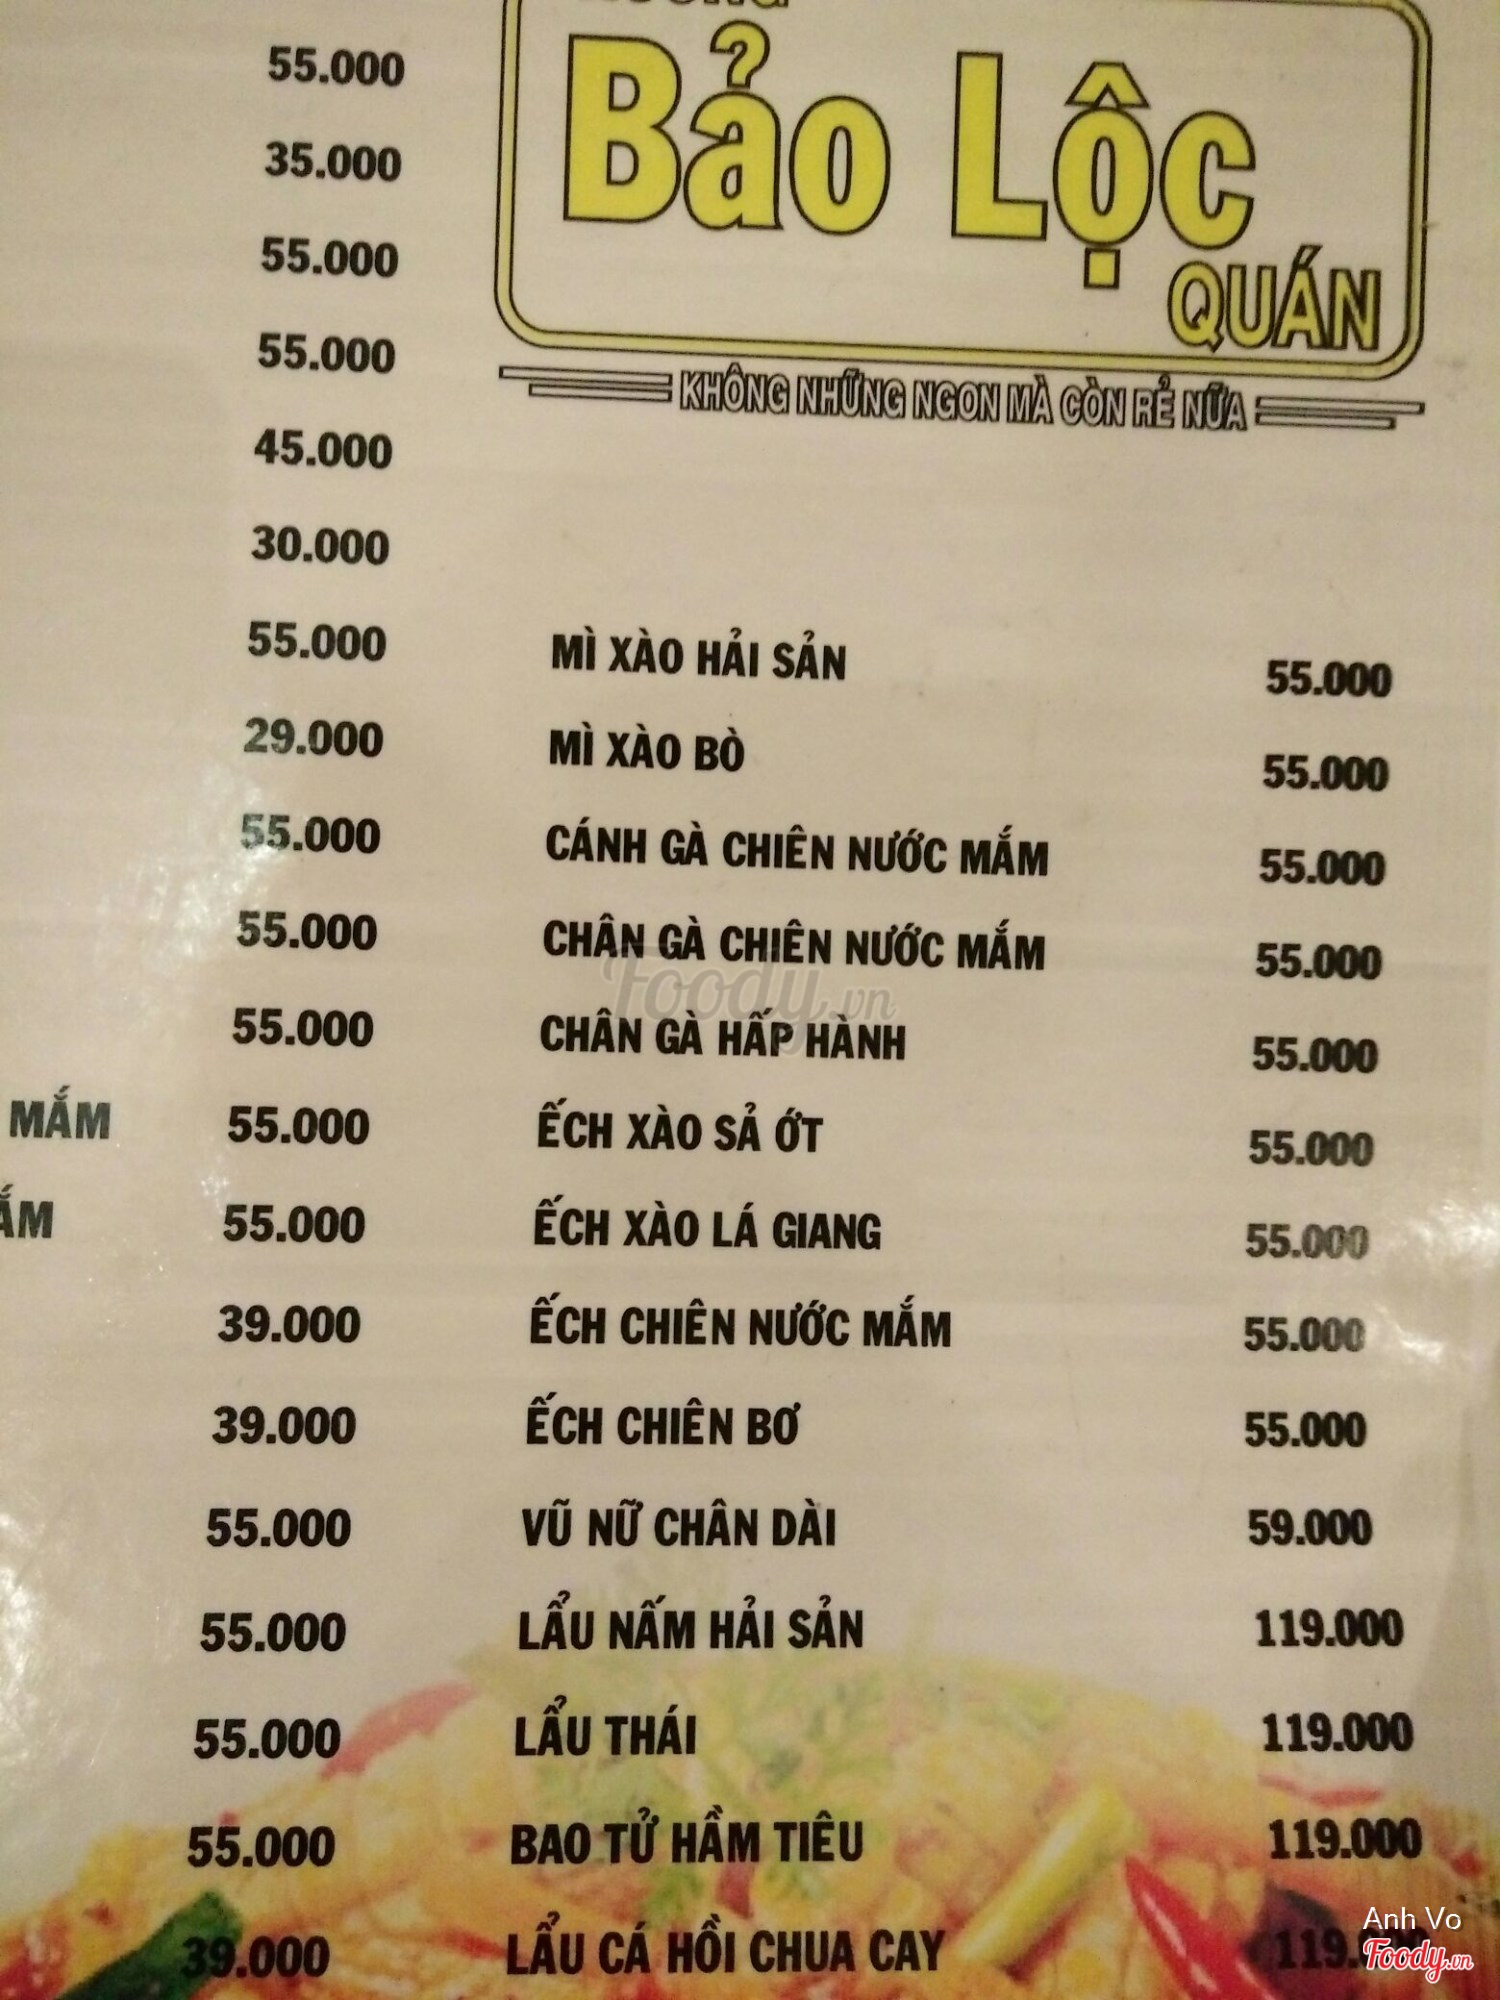 Bảo Lộc
QUÁN
KHÔNG NHỮNG NGON MÀ CÒN RẺ NỮA
55.000
35.000
55.000
55.000
45.000
30.000
55.000
29.000
55.000
55.000
55.000
MẮM 55.000
ẮM 55.000
39.000
39.000
55.000
55.000
55.000
55.000
39.000
MÌ XÀO HẢI SẢN 55.000
MÌ XÀO BÒ 55.000
CÁNH GÀ CHIÊN NƯỚC MẮM 55.000
CHÂN GÀ CHIÊN NƯỚC MẮM 55.000
CHÂN GÀ HẤP HÀNH 55.000
ẾCH XÀO SẢ ỚT 55.000
ẾCH XÀO LÁ GIANG 55.000
ẾCH CHIÊN NƯỚC MẮM 55.000
ẾCH CHIÊN BƠ 55.000
VŨ NỮ CHÂN DÀI 59.000
LẨU NẤM HẢI SẢN 119.000
LẨU THÁI 119.000
BAO TỬ HẦM TIÊU 119.000
LẨU CÁ HỒI CHUA CAY
Foody.vn
Anh Vo
Foody.vn